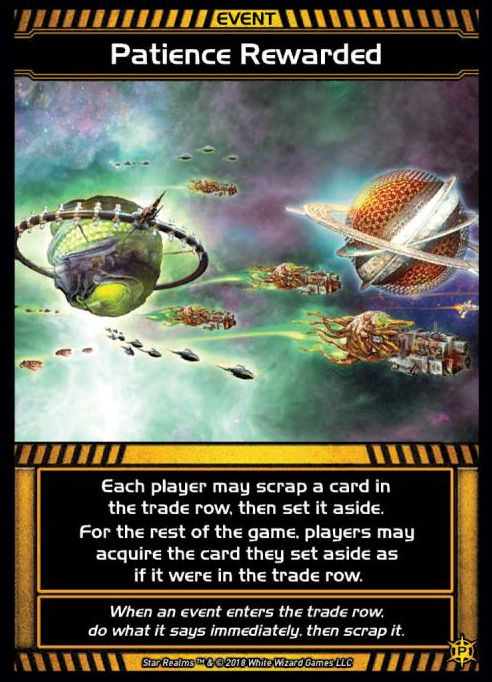 EVENT
Patience Rewarded
Each player may scrap a card in
the trade row, then set it aside.
For the rest of the game, players may
acquire the card they set aside as
if it were in the trade row.
When an event enters the trade row,
do what it says immediately, then scrap it.
P
Star Realms™ & © 2018 White Wizard Games LLC